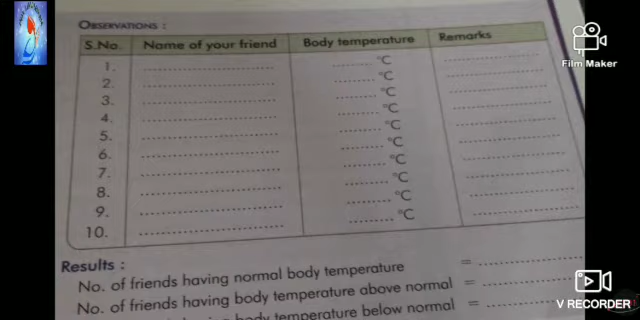 OBSERVATIONS :
S.No. Name of your friend Body temperature Remarks
1. .............................. ......... °C ..............................
2. .............................. ......... °C ..............................
3. .............................. ......... °C ..............................
4. .............................. ......... °C ..............................
5. .............................. ......... °C ..............................
6. .............................. ......... °C ..............................
7. .............................. ......... °C ..............................
8. .............................. ......... °C ..............................
9. .............................. ......... °C ..............................
10. .............................. ......... °C ..............................
Results :
No. of friends having normal body temperature = ..............................
No. of friends having body temperature above normal = ..............................
body temperature below normal = ..............................
Film Maker
V RECORDER